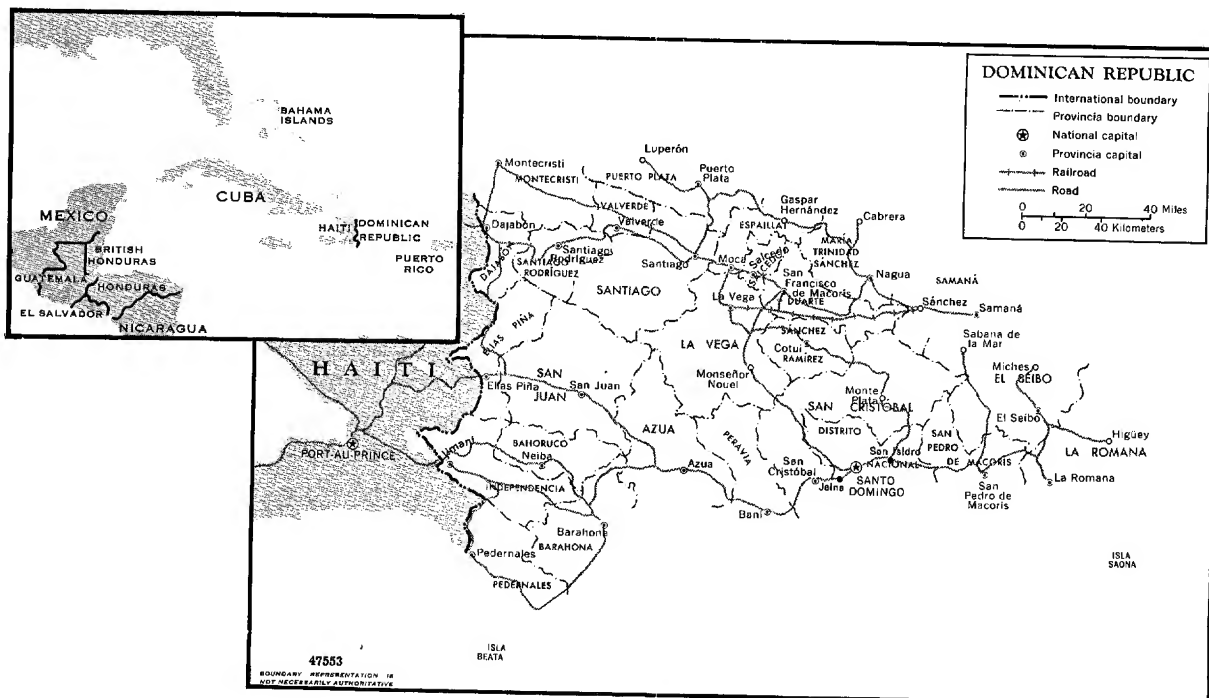 BAHAMA
ISLANDS
CUBA
MEXICO
HAITI
DOMINICAN
REPUBLIC
BRITISH
HONDURAS
PUERTO
RICO
GUATEMALA
HONDURAS
EL SALVADOR
NICARAGUA
DOMINICAN REPUBLIC
International boundary
Provincia boundary
National capital
Provincia capital
Railroad
Road
0 20 40 Miles
0 20 40 Kilometers
Luperón
Montecristi
MONTECRISTI
PUERTO PLATA
Puerto
Plata
VALVERDE
Valverde
Gaspar
Hernández
Cabrera
ESPAILLAT
Dajabón
DAJABÓN
MARÍA
TRINIDAD
SÁNCHEZ
Santiago
Rodríguez
SANTIAGO
RODRÍGUEZ
Santiago
Moca
Salcedo
SALCEDO
SANTIAGO
San
Francisco
de Macorís
DUARTE
Nagua
SAMANÁ
La Vega
Sánchez
Samaná
ELÍAS PIÑA
SÁNCHEZ
RAMÍREZ
Cotuí
LA VEGA
Sabana de
la Mar
HAITI
Monseñor
Nouel
Miches
EL SEIBO
Elías Piña
SAN
JUAN
San Juan
Monte
Plata
SAN CRISTÓBAL
El Seibo
AZUA
PERAVIA
DISTRITO
NACIONAL
SAN
PEDRO
DE MACORÍS
Higüey
LA ROMANA
PORT-AU-PRINCE
Jimaní
BAHORUCO
Neiba
Azua
San
Cristóbal
San Isidro
SANTO
DOMINGO
Jaina
La Romana
INDEPENDENCIA
San
Pedro de
Macorís
Baní
Barahona
BARAHONA
Pedernales
PEDERNALES
ISLA
SAONA
ISLA
BEATA
47553
BOUNDARY REPRESENTATION IS
NOT NECESSARILY AUTHORITATIVE